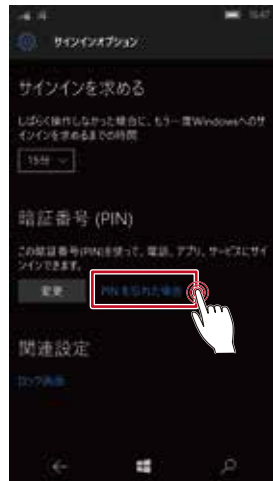 サインインオプション
サインインを求める
しばらく操作しなかった場合に、もう一度Windowsへのサ
インインを求めるまでの時間
15分
暗証番号 (PIN)
この暗証番号(PIN)を使って、電話、アプリ、サービスにサイ
ンインできます。
変更
PIN を忘れた場合
関連設定
ロック画面